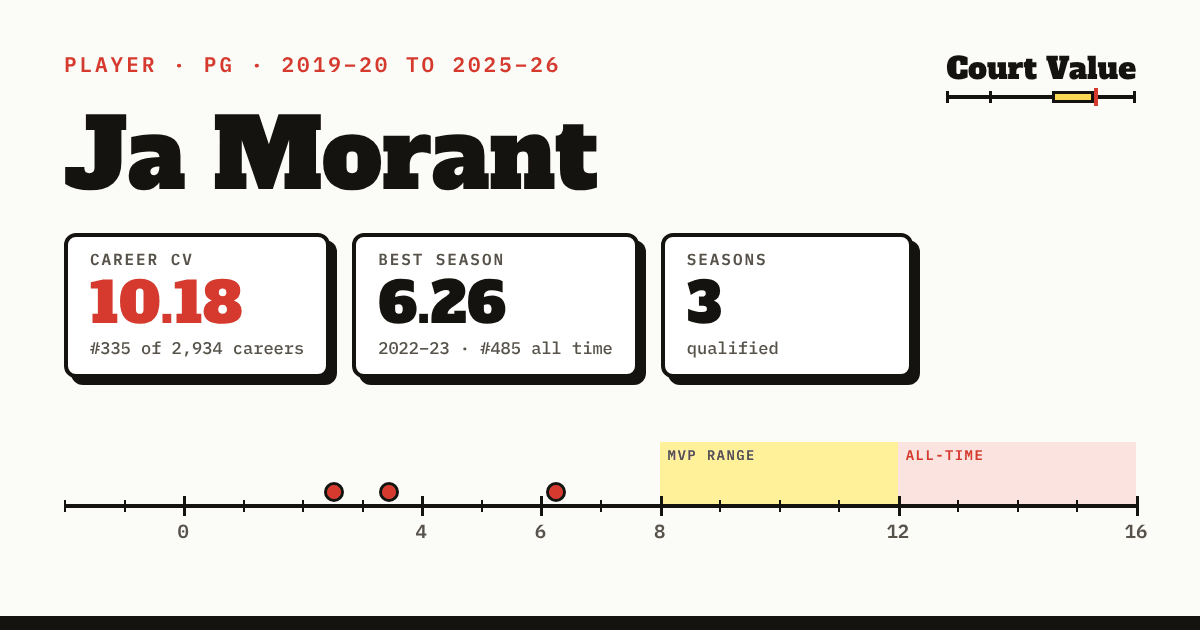 PLAYER · PG · 2019–20 TO 2025–26
Court Value
Ja Morant
CAREER CV
10.18
#335 of 2,934 careers
BEST SEASON
6.26
2022–23 · #485 all time
SEASONS
3
qualified
MVP RANGE
ALL-TIME
0 4 6 8 12 16